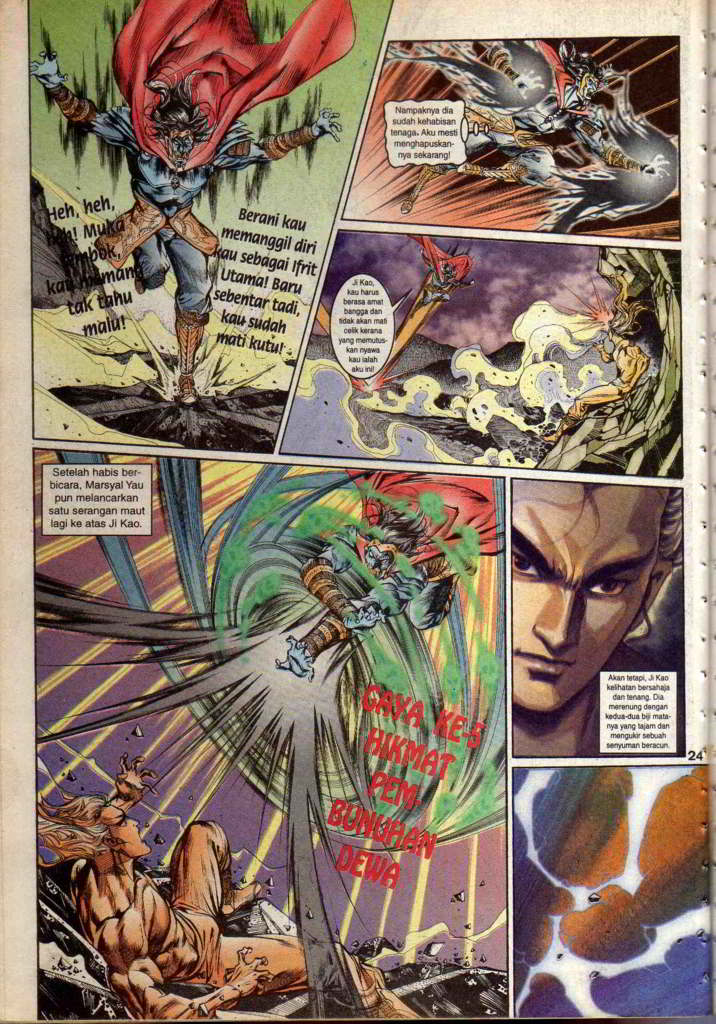 Heh, heh,
heh! Muka
tembok,
kau memang
tak tahu
malu!
Berani kau
memanggil diri
kau sebagai Ifrit
Utama! Baru
sebentar tadi,
kau sudah
mati kutu!
Nampaknya dia
sudah kehabisan
tenaga. Aku mesti
menghapuskan-
nya sekarang!
Ji Kao,
kau harus
berasa amat
bangga dan
tidak akan mati
celik kerana
yang memutus-
kan nyawa
kau ialah
aku ini!
Setelah habis ber-
bicara, Marsyal Yau
pun melancarkan
satu serangan maut
lagi ke atas Ji Kao.
GAYA KE-5
HIKMAT
PEM-
BUNUHAN
DEWA
Akan tetapi, Ji Kao
kelihatan bersahaja
dan tenang. Dia
merenung dengan
kedua-dua biji mata-
nya yang tajam dan
mengukir sebuah
senyuman beracun.
24